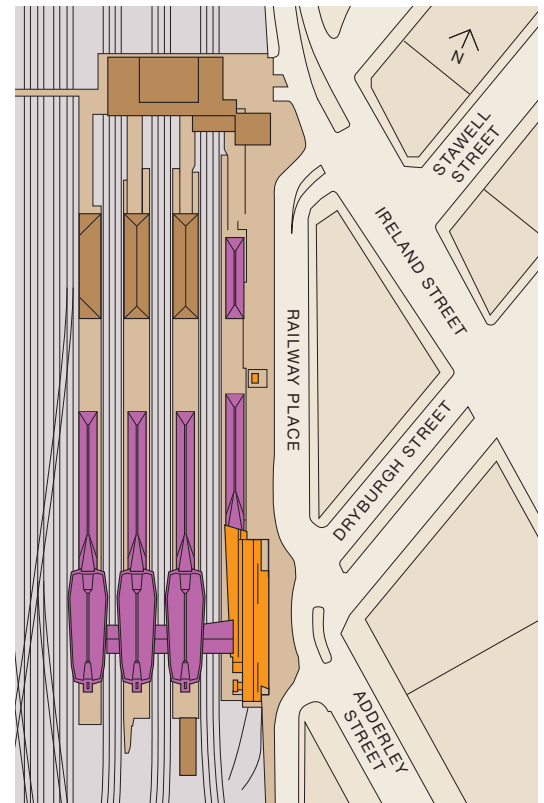 N
STAWELL
STREET
IRELAND STREET
RAILWAY PLACE
DRYBURGH STREET
ADDERLEY
STREET